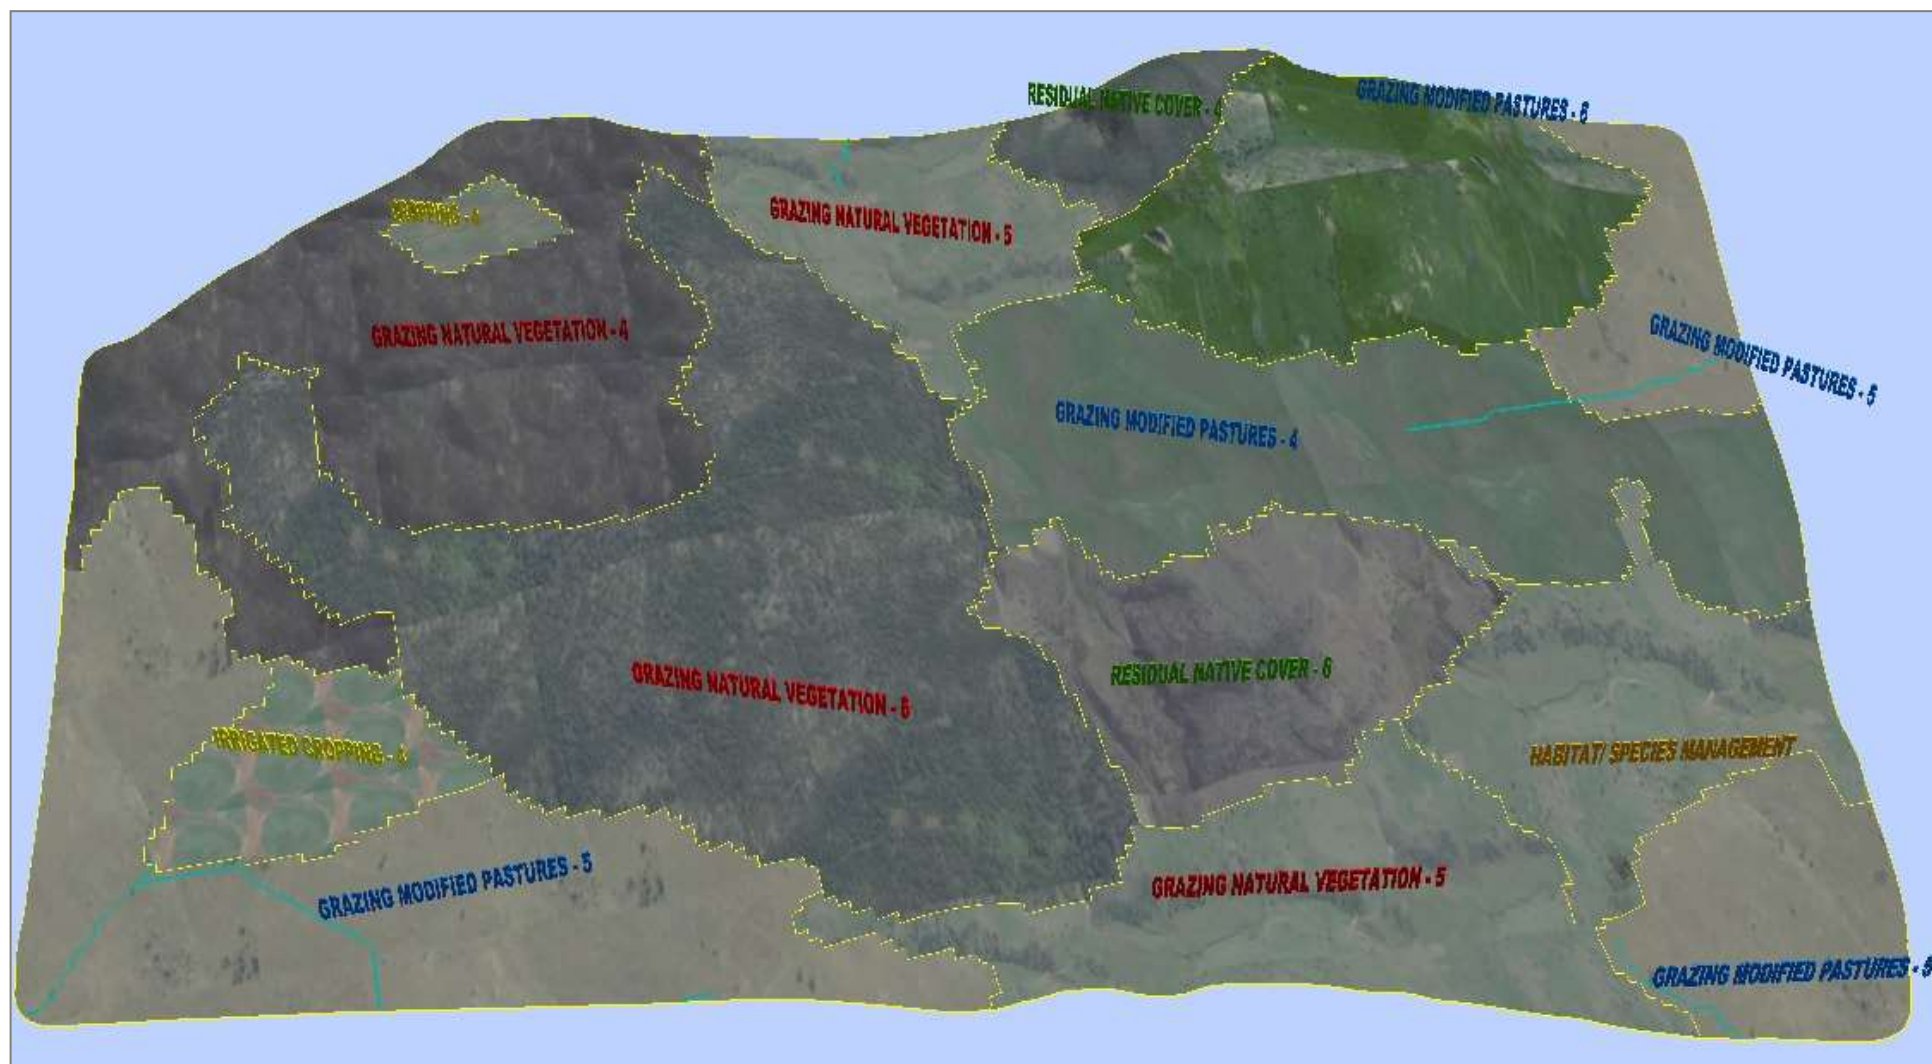 RESIDUAL NATIVE COVER - 4
GRAZING MODIFIED PASTURES - 6
CROPPING - 4
GRAZING NATURAL VEGETATION - 5
GRAZING NATURAL VEGETATION - 4
GRAZING MODIFIED PASTURES - 5
GRAZING MODIFIED PASTURES - 4
RESIDUAL NATIVE COVER - 6
GRAZING NATURAL VEGETATION - 6
IRRIGATED CROPPING - 4
HABITAT/ SPECIES MANAGEMENT
GRAZING MODIFIED PASTURES - 5
GRAZING NATURAL VEGETATION - 5
GRAZING MODIFIED PASTURES - 5